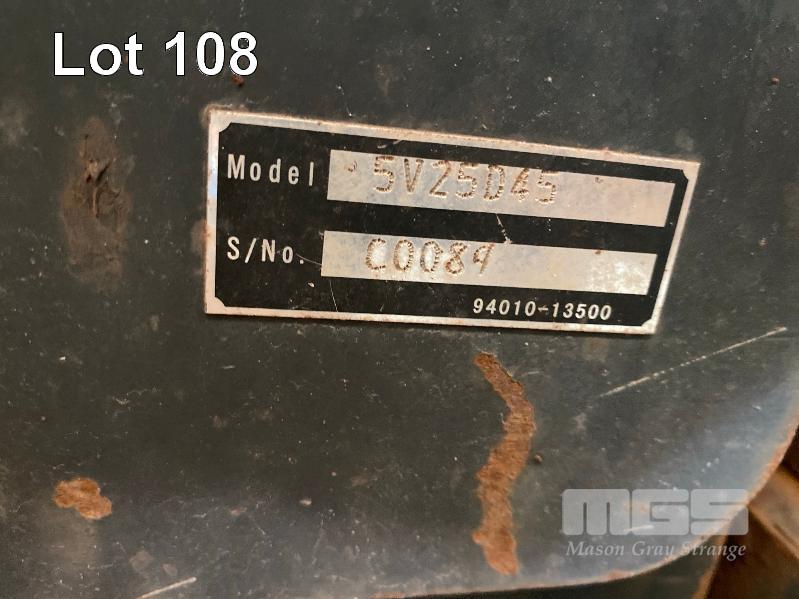 Lot 108
Model 5V25D45
S/No. C0089
94010-13500
MGS
Mason Gray Strange